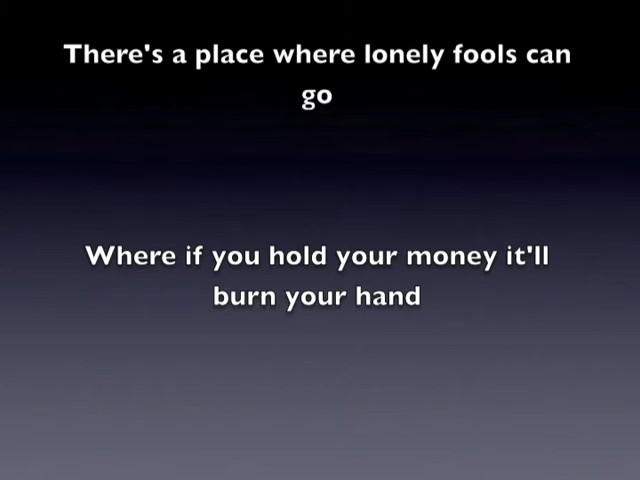 There's a place where lonely fools can
go
Where if you hold your money it'll
burn your hand